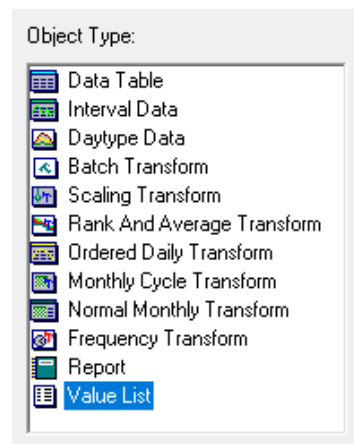 Object Type:
Data Table
Interval Data
Daytype Data
Batch Transform
Scaling Transform
Rank And Average Transform
Ordered Daily Transform
Monthly Cycle Transform
Normal Monthly Transform
Frequency Transform
Report
Value List